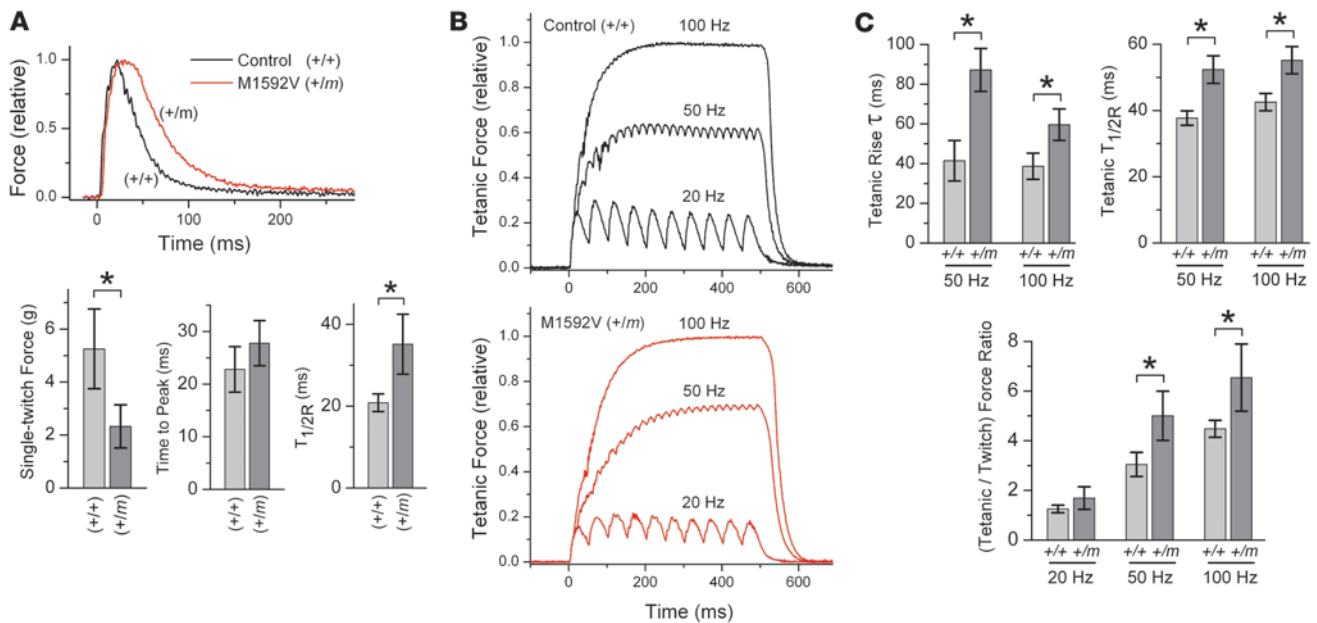 A
Control (+/+)
M1592V (+/m)
(+/m)
(+/+)
Force (relative)
1.0
0.5
0.0
0 100 200
Time (ms)
*
Single-twitch Force (g)
6
4
2
0
(+/+) (+/m)
Time to Peak (ms)
30
20
10
0
(+/+) (+/m)
*
T1/2R (ms)
40
20
0
(+/+) (+/m)
B
Control (+/+)
100 Hz
50 Hz
20 Hz
Tetanic Force (relative)
1.0
0.8
0.6
0.4
0.2
0.0
0 200 400 600
M1592V (+/m)
100 Hz
50 Hz
20 Hz
Tetanic Force (relative)
1.0
0.8
0.6
0.4
0.2
0.0
0 200 400 600
Time (ms)
C
* *
Tetanic Rise τ (ms)
100
80
60
40
20
0
+/+ +/m +/+ +/m
50 Hz 100 Hz
* *
Tetanic T1/2R (ms)
60
40
20
0
+/+ +/m +/+ +/m
50 Hz 100 Hz
* *
(Tetanic / Twitch) Force Ratio
8
6
4
2
0
+/+ +/m +/+ +/m +/+ +/m
20 Hz 50 Hz 100 Hz